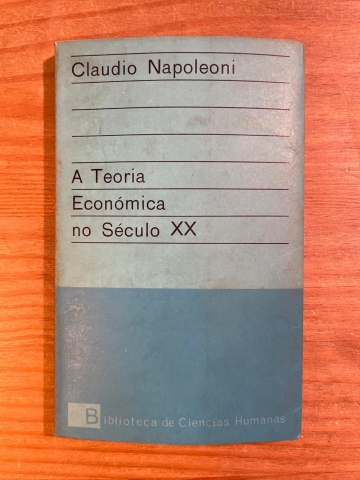 Claudio Napoleoni
A Teoria
Económica
no Século XX
Biblioteca de Ciencias Humanas